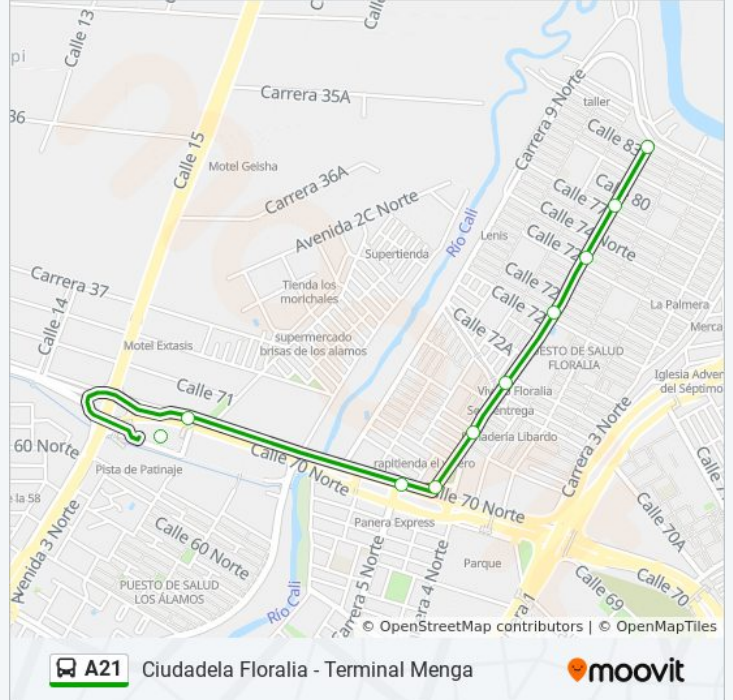 Calle 13
Calle 15
Carrera 35A
Carrera 9 Norte
taller
Calle 83
36
Motel Geisha
Carrera 36A
Avenida 2C Norte
Río Cali
Lenis
Calle 80
Calle 74 Norte
Supertienda
Carrera 37
Tienda los
morichales
Calle 14
supermercado
brisas de los alamos
Calle 72
Calle 72A
La Palmera
Merca
Motel Extasis
PUESTO DE SALUD
FLORALIA
Iglesia Adven
del Séptimo
Calle 71
Floralia
60 Norte
Pista de Patinaje
Calle 70 Norte
Calle 70 Norte
Carrera 3 Norte
e la 58
Panera Express
Calle 70A
Avenida 3 Norte
Calle 60 Norte
Parque
PUESTO DE SALUD
LOS ÁLAMOS
Río Cali
Carrera 5 Norte
Calle 69
Calle 70
© OpenStreetMap contributors | © OpenMapTiles
A21 Ciudadela Floralia - Terminal Menga
moovit